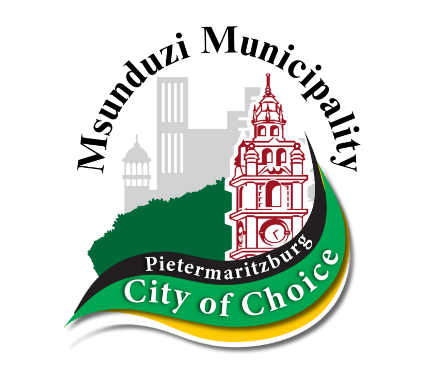 Msunduzi Municipality
Pietermaritzburg
City of Choice